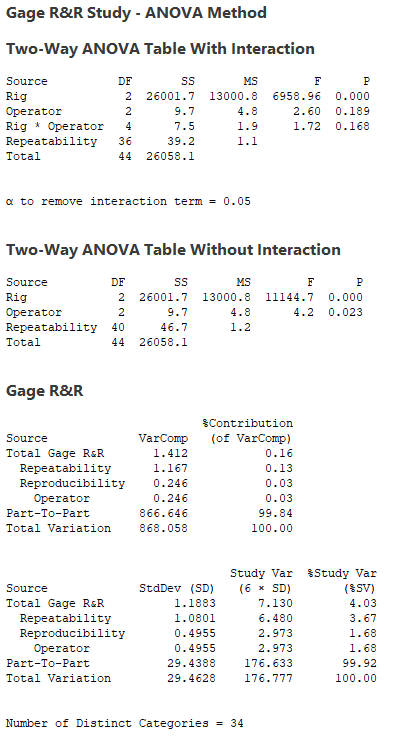 Gage R&R Study - ANOVA Method
Two-Way ANOVA Table With Interaction
Source DF SS MS F P
Rig 2 26001.7 13000.8 6958.96 0.000
Operator 2 9.7 4.8 2.60 0.189
Rig * Operator 4 7.5 1.9 1.72 0.168
Repeatability 36 39.2 1.1
Total 44 26058.1
α to remove interaction term = 0.05
Two-Way ANOVA Table Without Interaction
Source DF SS MS F P
Rig 2 26001.7 13000.8 11144.7 0.000
Operator 2 9.7 4.8 4.2 0.023
Repeatability 40 46.7 1.2
Total 44 26058.1
Gage R&R
%Contribution
Source VarComp (of VarComp)
Total Gage R&R 1.412 0.16
Repeatability 1.167 0.13
Reproducibility 0.246 0.03
Operator 0.246 0.03
Part-To-Part 866.646 99.84
Total Variation 868.058 100.00
Study Var %Study Var
Source StdDev (SD) (6 × SD) (%SV)
Total Gage R&R 1.1883 7.130 4.03
Repeatability 1.0801 6.480 3.67
Reproducibility 0.4955 2.973 1.68
Operator 0.4955 2.973 1.68
Part-To-Part 29.4388 176.633 99.92
Total Variation 29.4628 176.777 100.00
Number of Distinct Categories = 34